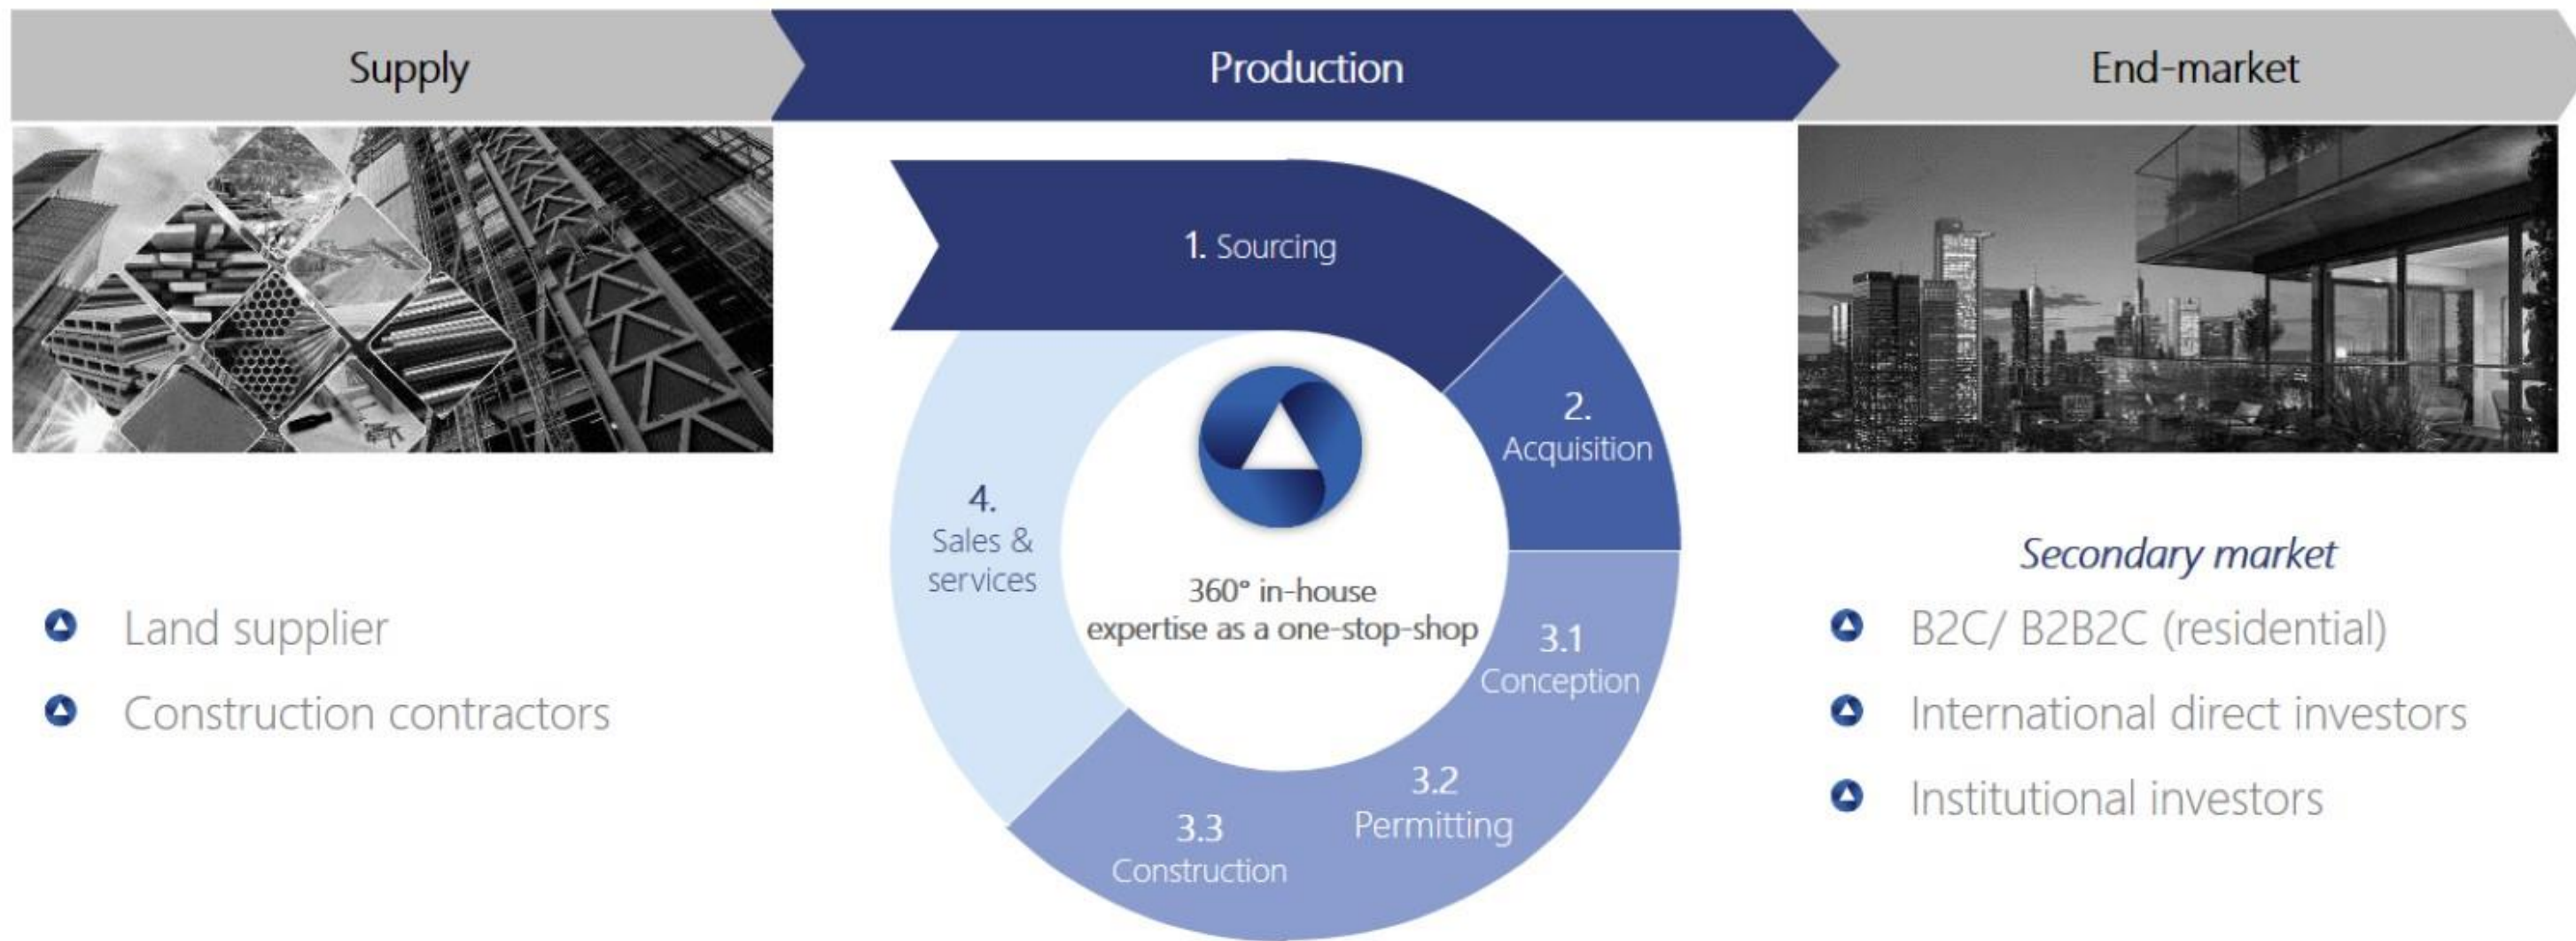 Supply
Production
End-market
1. Sourcing
2.
Acquisition
3.1
Conception
3.2
Permitting
3.3
Construction
4.
Sales &
services
360° in-house
expertise as a one-stop-shop
Land supplier
Construction contractors
Secondary market
B2C/ B2B2C (residential)
International direct investors
Institutional investors